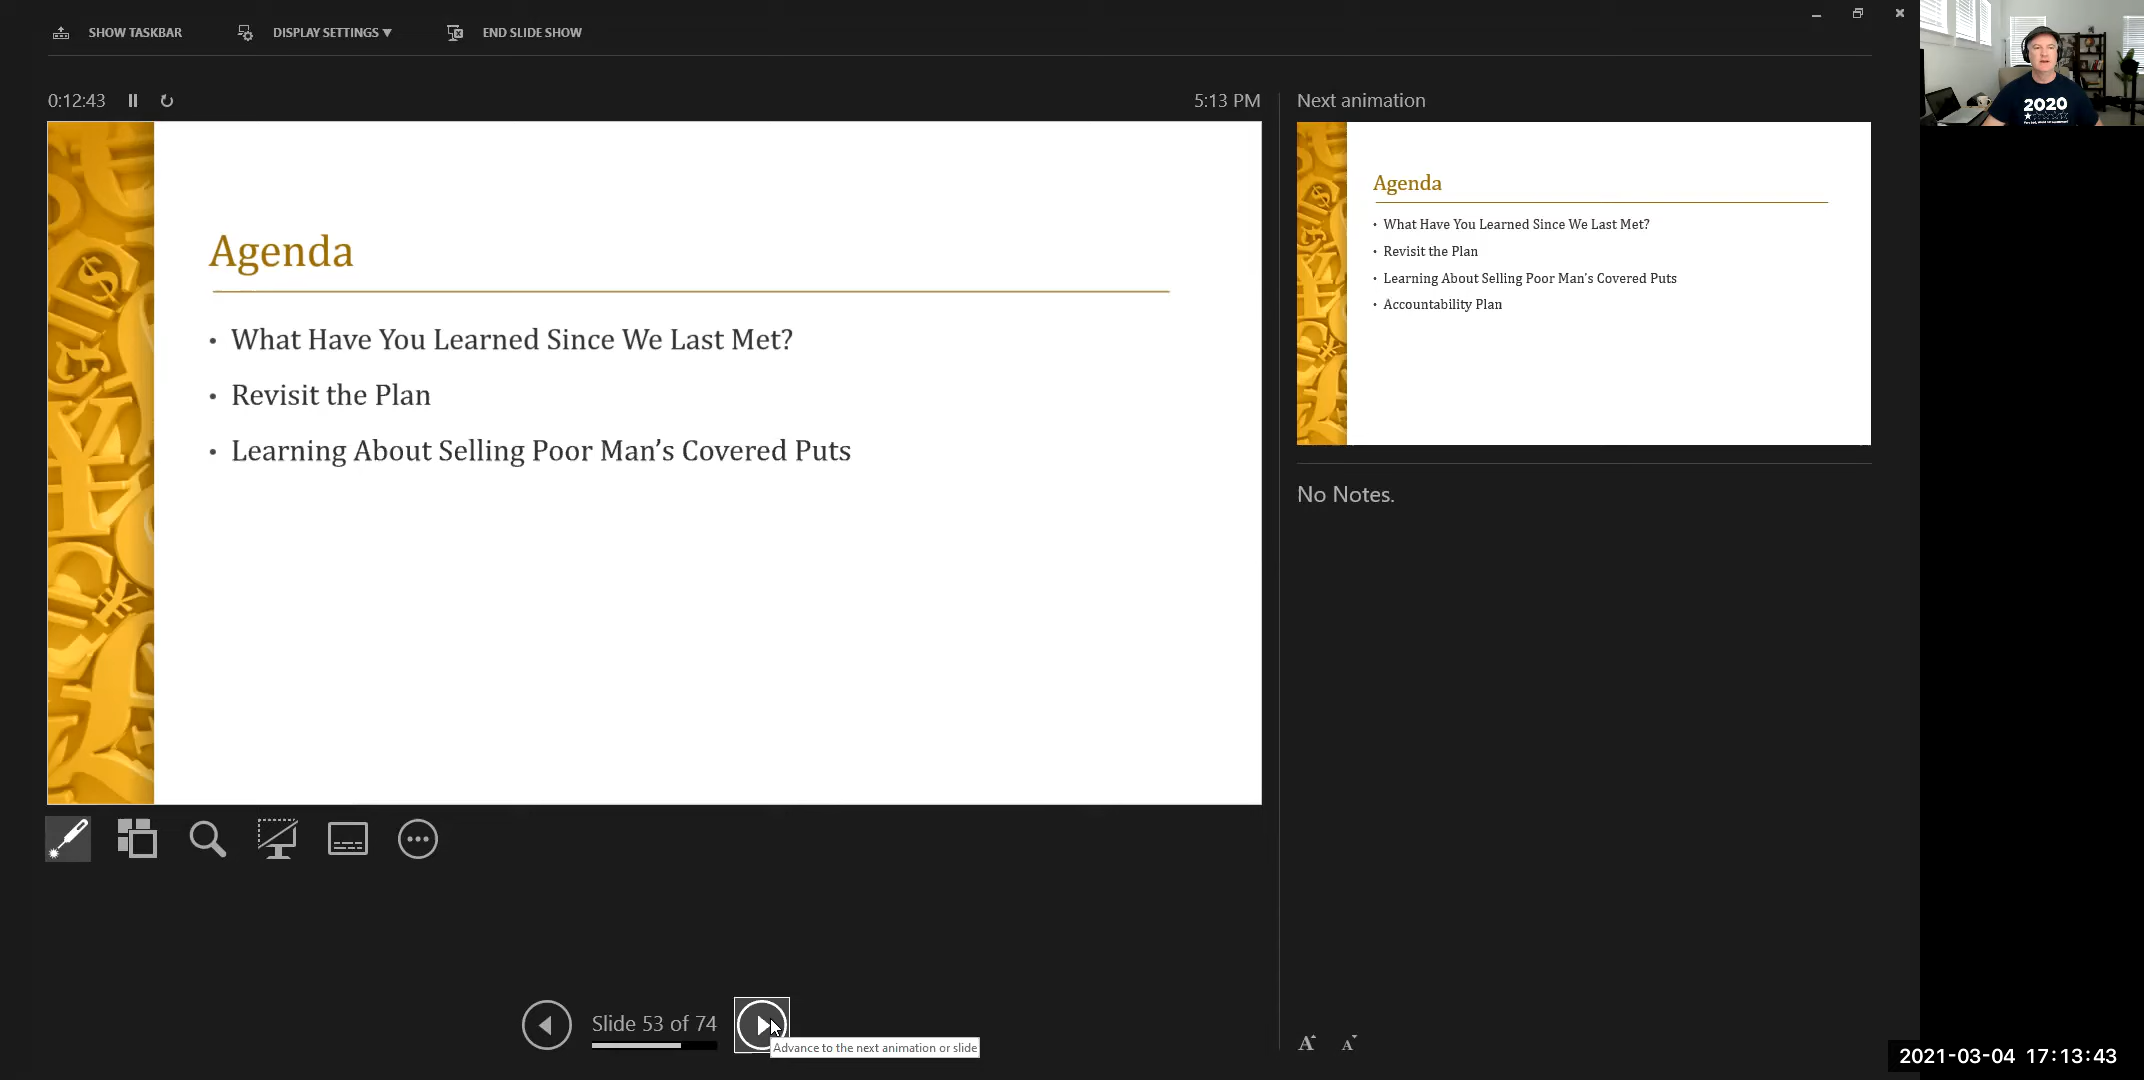 SHOW TASKBAR
DISPLAY SETTINGS ▼
END SLIDE SHOW
0:12:43
5:13 PM
Agenda
• What Have You Learned Since We Last Met?
• Revisit the Plan
• Learning About Selling Poor Man's Covered Puts
Next animation
Agenda
• What Have You Learned Since We Last Met?
• Revisit the Plan
• Learning About Selling Poor Man's Covered Puts
• Accountability Plan
No Notes.
Slide 53 of 74
Advance to the next animation or slide
A A
2020
2021-03-04 17:13:43